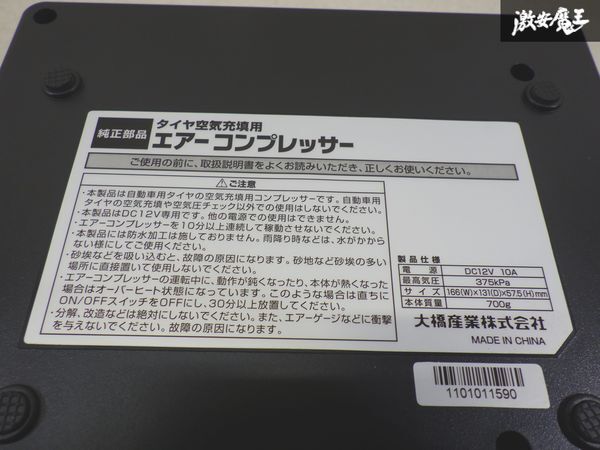 激安魔王
純正部品
タイヤ空気充填用
エアーコンプレッサー
ご使用の前に、取扱説明書をよくお読みいただき、正しくお使いください。
⚠ご注意
・本製品は自動車用タイヤの空気充填用コンプレッサーです。自動車用
タイヤの空気充填や空気圧チェック以外での使用はしないでください。
・本製品はDC12V専用です。他の電源での使用はできません。
・エアーコンプレッサーを10分以上連続して稼動させないでください。
・本製品には防水加工は施しておりません。雨降り時などは、水がかから
ない様にしてご使用ください。
・砂埃などを吸い込むと、故障の原因になります。砂地など砂埃の多い
場所に直接置いて使用しないでください。
・エアーコンプレッサーの運転中に、動作が鈍くなったり、本体が熱くなった
場合はオーバーヒート状態になっています。このような場合は直ちに
ON/OFFスイッチをOFFにし、30分以上放置してください。
・分解、改造などは絶対にしないでください。また、エアーゲージなどに衝撃
を与えないでください。故障の原因になります。
製品仕様
電 源 DC12V 10A
最高気圧 375kPa
サイズ 166(W)×131(D)×57.5(H)mm
本体質量 700g
大橋産業株式会社
MADE IN CHINA
1101011590